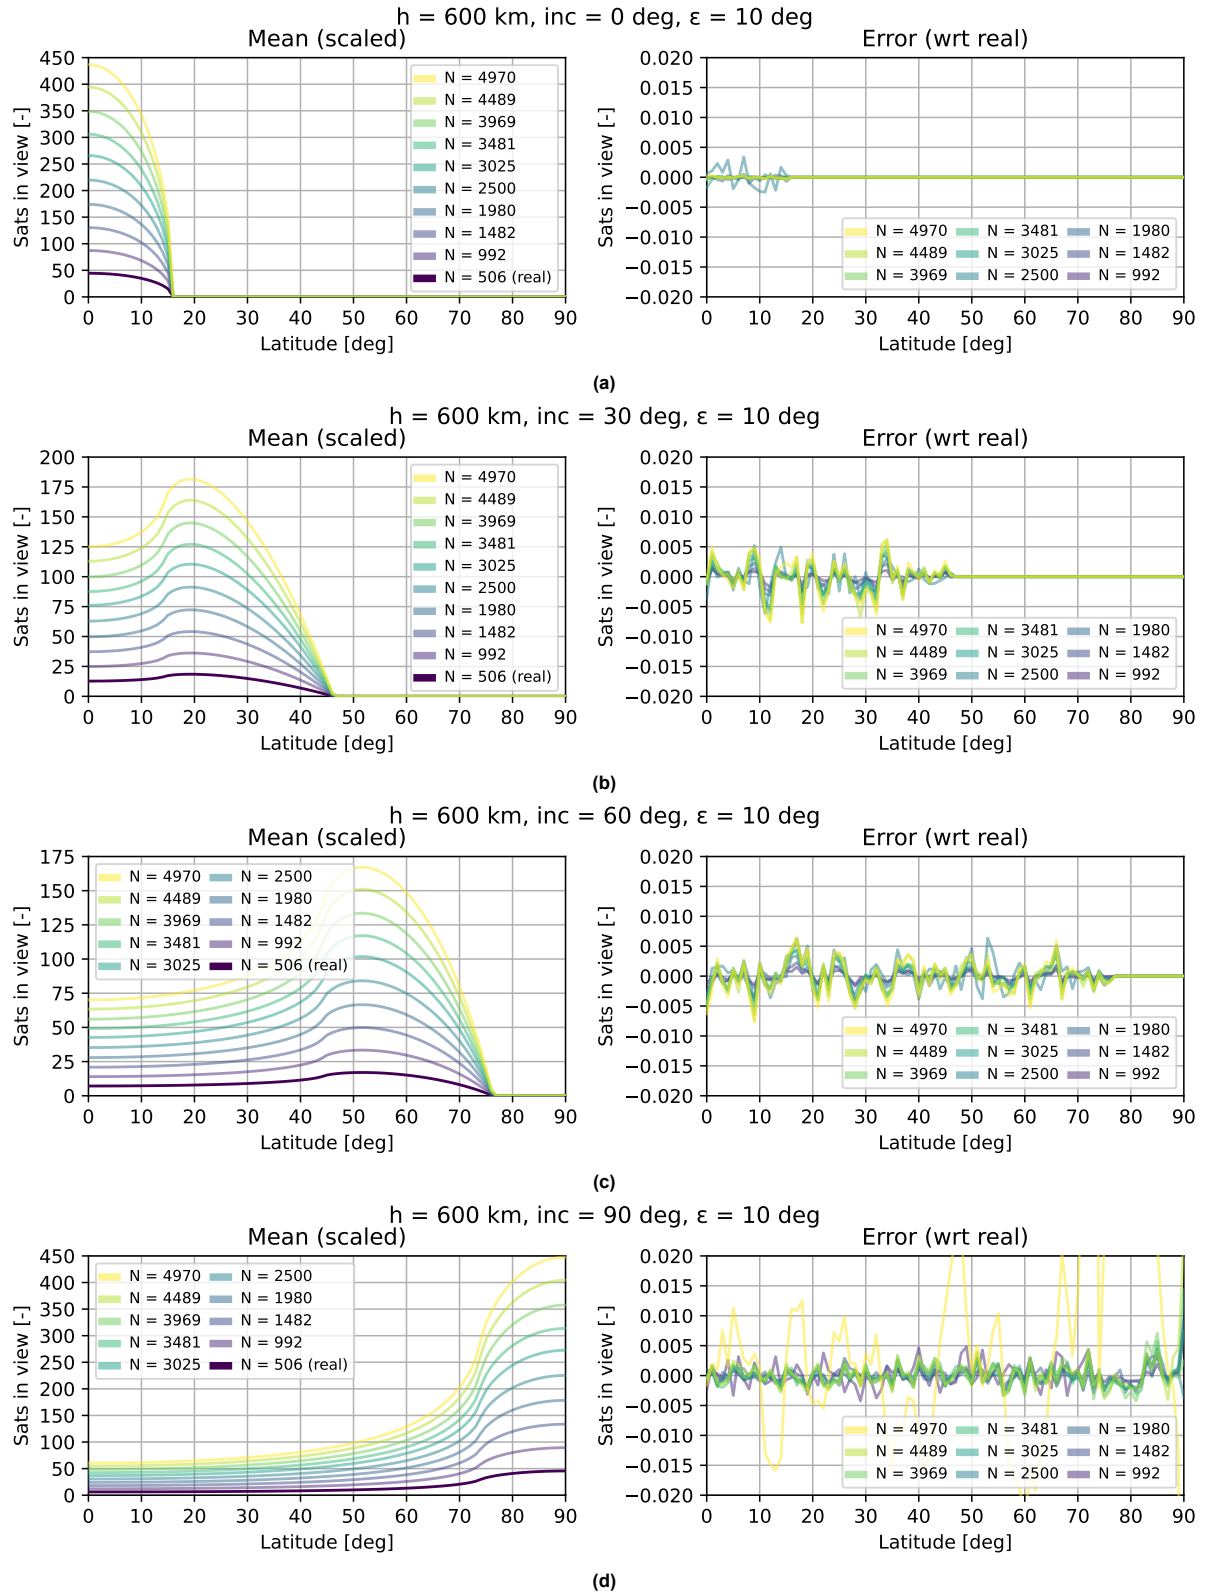 h = 600 km, inc = 0 deg, ε = 10 deg
Mean (scaled)
Sats in view [-]
450
400
350
300
250
200
150
100
50
0
N = 4970
N = 4489
N = 3969
N = 3481
N = 3025
N = 2500
N = 1980
N = 1482
N = 992
N = 506 (real)
0 10 20 30 40 50 60 70 80 90
Latitude [deg]
Error (wrt real)
Sats in view [-]
0.020
0.015
0.010
0.005
0.000
−0.005
−0.010
−0.015
−0.020
N = 4970 N = 3481 N = 1980
N = 4489 N = 3025 N = 1482
N = 3969 N = 2500 N = 992
0 10 20 30 40 50 60 70 80 90
Latitude [deg]
(a)
h = 600 km, inc = 30 deg, ε = 10 deg
Mean (scaled)
Sats in view [-]
200
175
150
125
100
75
50
25
0
N = 4970
N = 4489
N = 3969
N = 3481
N = 3025
N = 2500
N = 1980
N = 1482
N = 992
N = 506 (real)
0 10 20 30 40 50 60 70 80 90
Latitude [deg]
Error (wrt real)
Sats in view [-]
0.020
0.015
0.010
0.005
0.000
−0.005
−0.010
−0.015
−0.020
N = 4970 N = 3481 N = 1980
N = 4489 N = 3025 N = 1482
N = 3969 N = 2500 N = 992
0 10 20 30 40 50 60 70 80 90
Latitude [deg]
(b)
h = 600 km, inc = 60 deg, ε = 10 deg
Mean (scaled)
Sats in view [-]
175
150
125
100
75
50
25
0
N = 4970 N = 2500
N = 4489 N = 1980
N = 3969 N = 1482
N = 3481 N = 992
N = 3025 N = 506 (real)
0 10 20 30 40 50 60 70 80 90
Latitude [deg]
Error (wrt real)
Sats in view [-]
0.020
0.015
0.010
0.005
0.000
−0.005
−0.010
−0.015
−0.020
N = 4970 N = 3481 N = 1980
N = 4489 N = 3025 N = 1482
N = 3969 N = 2500 N = 992
0 10 20 30 40 50 60 70 80 90
Latitude [deg]
(c)
h = 600 km, inc = 90 deg, ε = 10 deg
Mean (scaled)
Sats in view [-]
450
400
350
300
250
200
150
100
50
0
N = 4970 N = 2500
N = 4489 N = 1980
N = 3969 N = 1482
N = 3481 N = 992
N = 3025 N = 506 (real)
0 10 20 30 40 50 60 70 80 90
Latitude [deg]
Error (wrt real)
Sats in view [-]
0.020
0.015
0.010
0.005
0.000
−0.005
−0.010
−0.015
−0.020
N = 4970 N = 3481 N = 1980
N = 4489 N = 3025 N = 1482
N = 3969 N = 2500 N = 992
0 10 20 30 40 50 60 70 80 90
Latitude [deg]
(d)